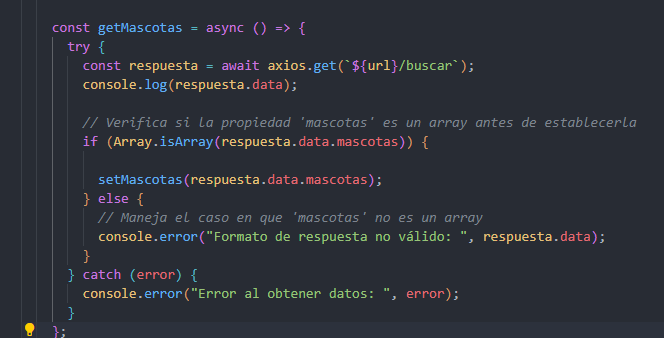 const getMascotas = async () => {
try {
const respuesta = await axios.get(`${url}/buscar`);
console.log(respuesta.data);
// Verifica si la propiedad 'mascotas' es un array antes de establecerla
if (Array.isArray(respuesta.data.mascotas)) {
setMascotas(respuesta.data.mascotas);
} else {
// Maneja el caso en que 'mascotas' no es un array
console.error("Formato de respuesta no válido: ", respuesta.data);
}
} catch (error) {
console.error("Error al obtener datos: ", error);
}
};